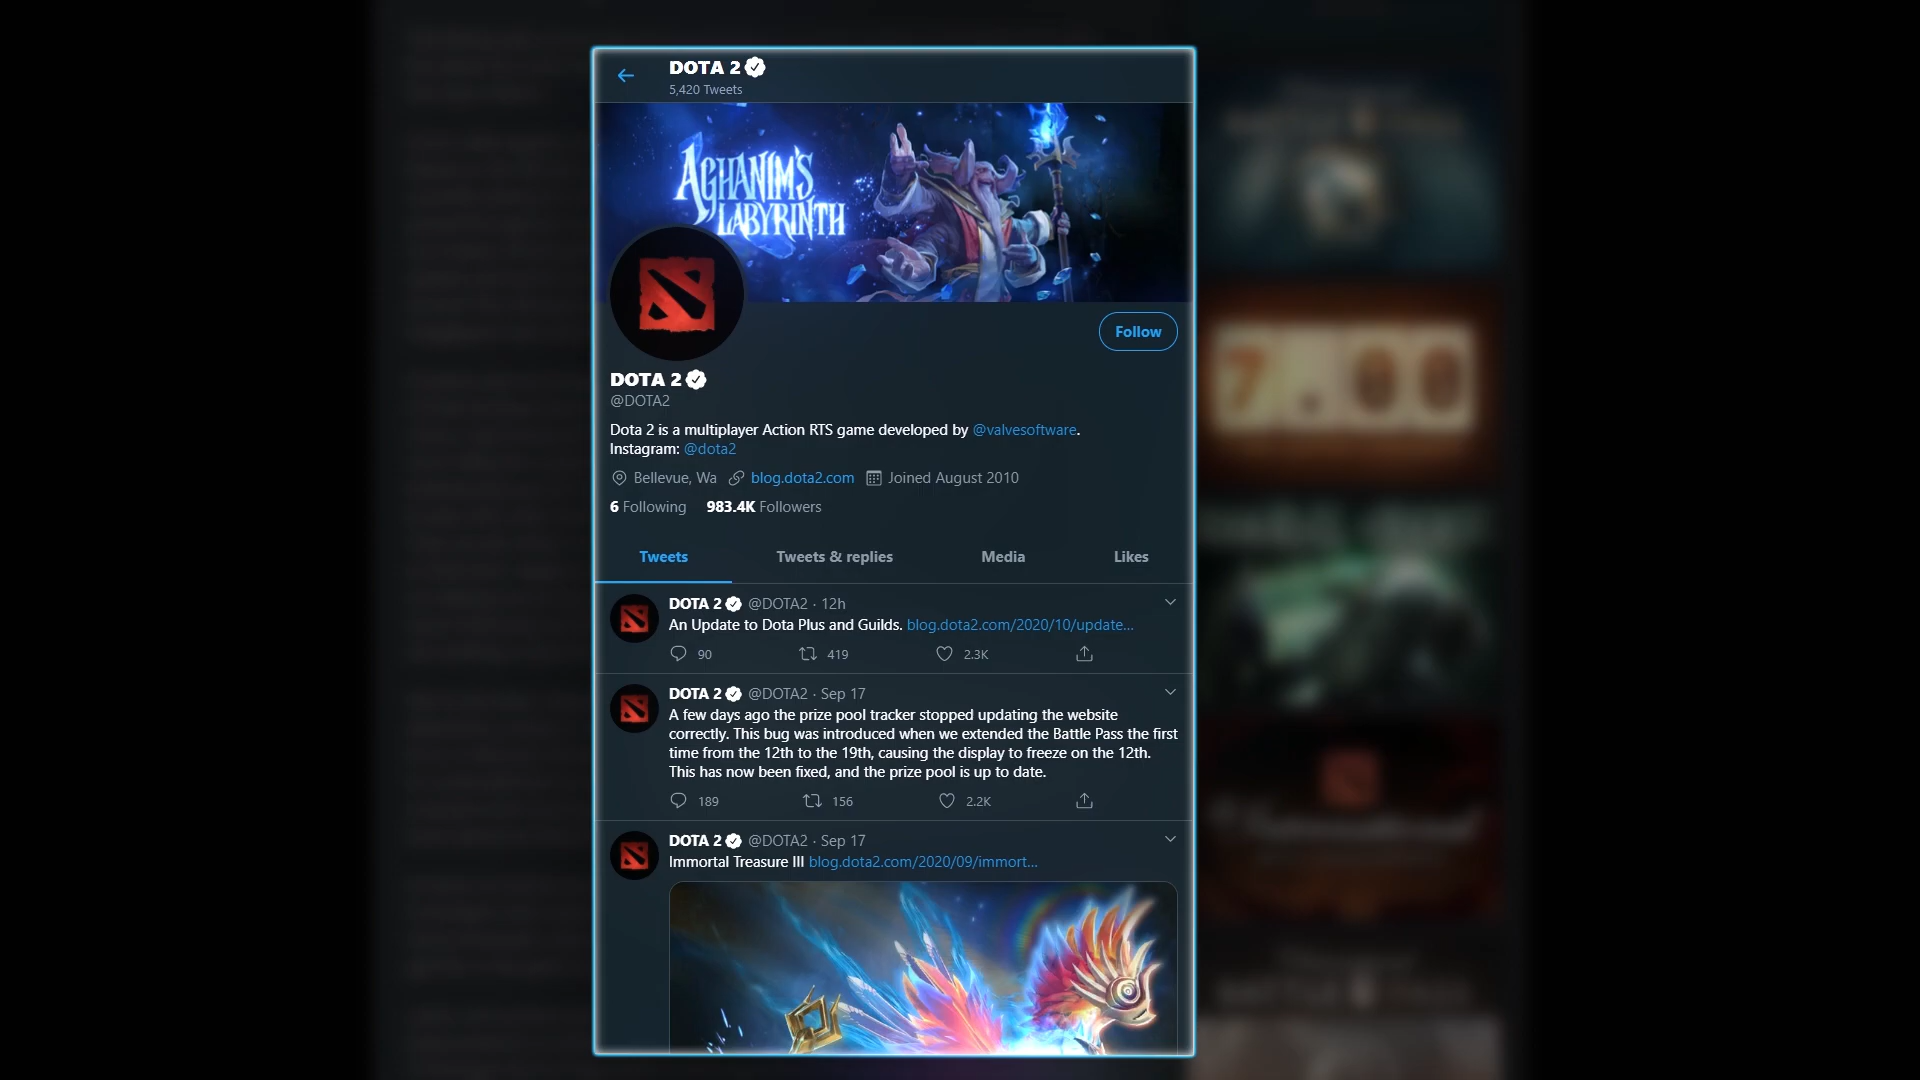 DOTA 2
5,420 Tweets
AGHANIM'S
LABYRINTH
Follow
DOTA 2
@DOTA2
Dota 2 is a multiplayer Action RTS game developed by @valvesoftware.
Instagram: @dota2
Bellevue, Wa blog.dota2.com Joined August 2010
6 Following 983.4K Followers
Tweets Tweets & replies Media Likes
DOTA 2 @DOTA2 · 12h
An Update to Dota Plus and Guilds. blog.dota2.com/2020/10/update...
90 419 2.3K
DOTA 2 @DOTA2 · Sep 17
A few days ago the prize pool tracker stopped updating the website
correctly. This bug was introduced when we extended the Battle Pass the first
time from the 12th to the 19th, causing the display to freeze on the 12th.
This has now been fixed, and the prize pool is up to date.
189 156 2.2K
DOTA 2 @DOTA2 · Sep 17
Immortal Treasure III blog.dota2.com/2020/09/immort...
7.00